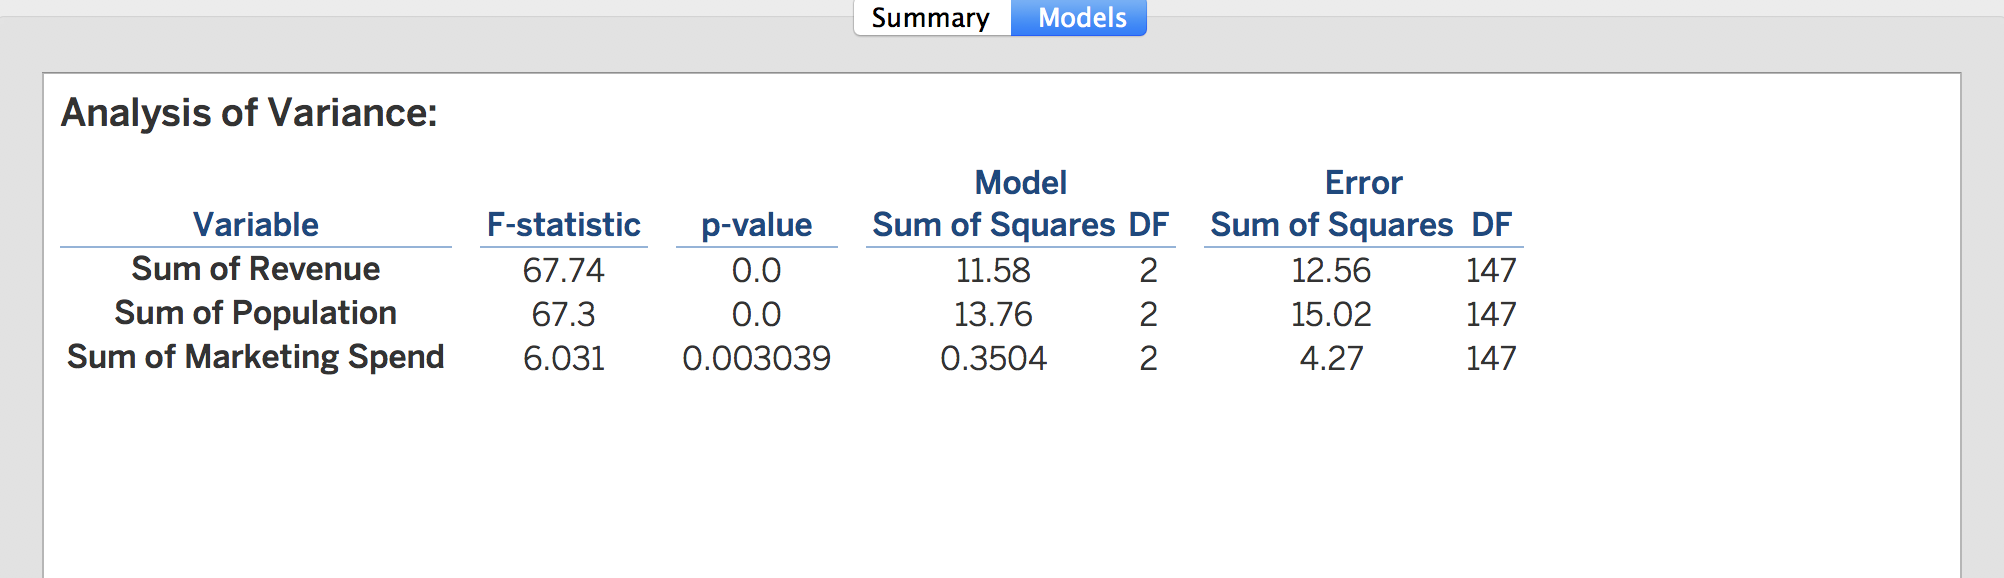 Summary Models
Analysis of Variance:
Model Error
Variable F-statistic p-value Sum of Squares DF Sum of Squares DF
Sum of Revenue 67.74 0.0 11.58 2 12.56 147
Sum of Population 67.3 0.0 13.76 2 15.02 147
Sum of Marketing Spend 6.031 0.003039 0.3504 2 4.27 147